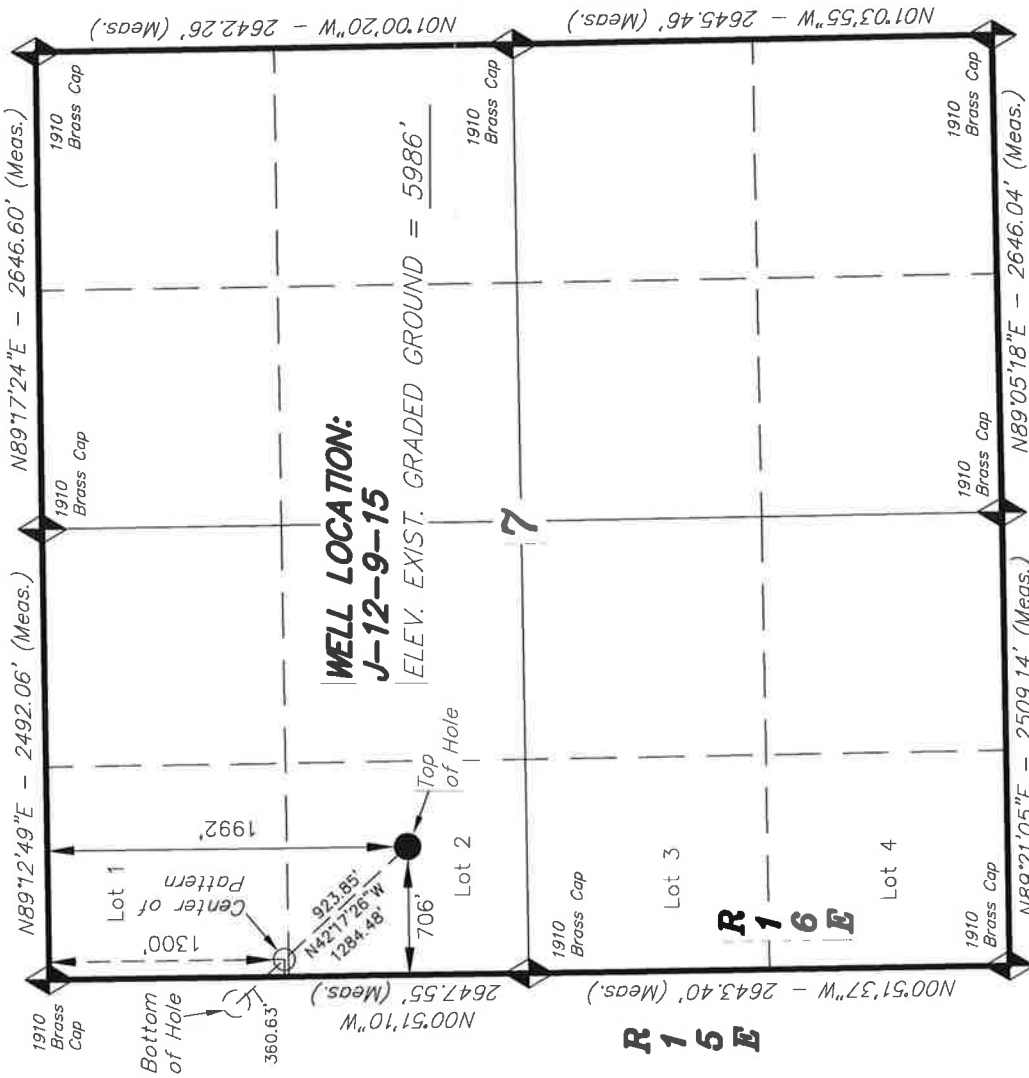 N89°12'49"E - 2492.06' (Meas.)
N89°17'24"E - 2646.60' (Meas.)
1910
Brass
Cap
1910
Brass Cap
1910
Brass Cap
Lot 1
1300'
Center of
Pattern
1992'
Bottom
of Hole
360.63'
923.85'
N42°17'26"W
1284.48'
706'
Top
of Hole
Lot 2
WELL LOCATION:
J-12-9-15
ELEV. EXIST. GRADED GROUND = 5986'
N00°51'10"W
2647.55' (Meas.)
N01°00'20"W - 2642.26' (Meas.)
7
1910
Brass Cap
1910
Brass Cap
Lot 3
Lot 4
R
1
5
E
R
1
6
E
N00°51'37"W - 2643.40' (Meas.)
N01°03'55"W - 2645.46' (Meas.)
1910
Brass Cap
1910
Brass Cap
1910
Brass Cap
N89°21'05"E - 2509.14' (Meas.)
N89°05'18"E - 2646.04' (Meas.)